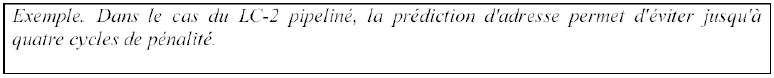 Exemple. Dans le cas du LC-2 pipeliné, la prédiction d'adresse permet d'éviter jusqu'à
quatre cycles de pénalité.